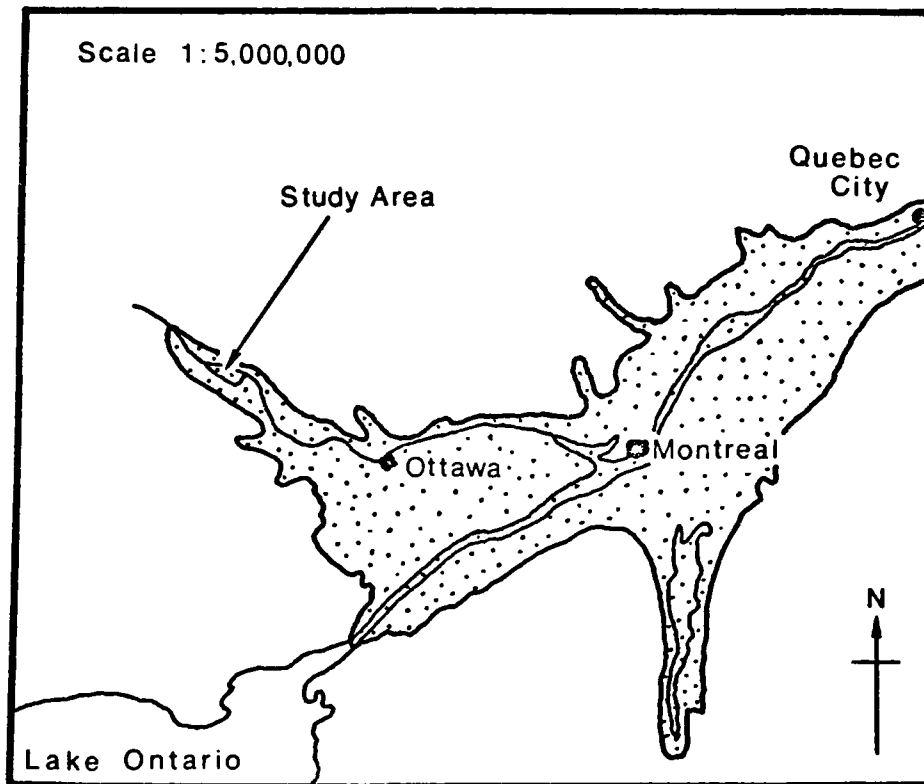 Scale 1:5,000,000
Quebec
City
Study Area
Montreal
Ottawa
N
Lake Ontario